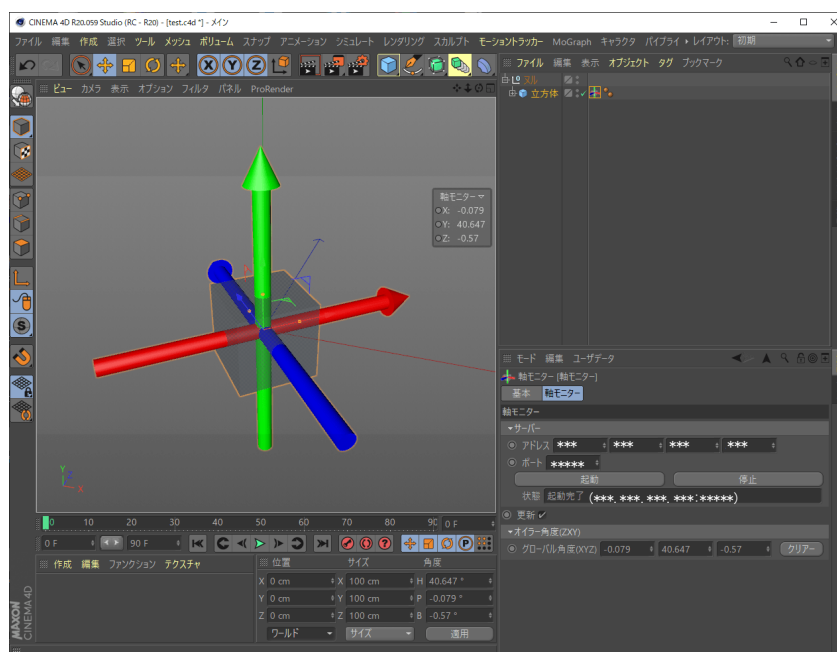 CINEMA 4D R20.059 Studio (RC - R20) - [test.c4d *] - メイン
ファイル 編集 作成 選択 ツール メッシュ ボリューム スナップ アニメーション シミュレート レンダリング スカルプト モーショントラッカー MoGraph キャラクタ パイプライ レイアウト: 初期
ファイル 編集 表示 オブジェクト タグ ブックマーク
ビュー カメラ 表示 オプション フィルタ パネル ProRender
ヌル
立方体
軸モニター
X: -0.079
Y: 40.647
Z: -0.57
Y
Z
X
モード 編集 ユーザデータ
軸モニター [軸モニター]
基本 軸モニター
軸モニター
サーバー
アドレス *** *** *** ***
ポート *****
起動 停止
状態 起動完了 (***.***.***.***:*****)
更新
オイラー角度(ZXY)
グローバル角度(XYZ) -0.079 40.647 -0.57 クリアー
0 10 20 30 40 50 60 70 80 90 0 F
0 F 90 F
作成 編集 ファンクション テクスチャ
位置 サイズ 角度
X 0 cm X 100 cm H 40.647 °
Y 0 cm Y 100 cm P -0.079 °
Z 0 cm Z 100 cm B -0.57 °
ワールド サイズ 適用
MAXON
CINEMA 4D